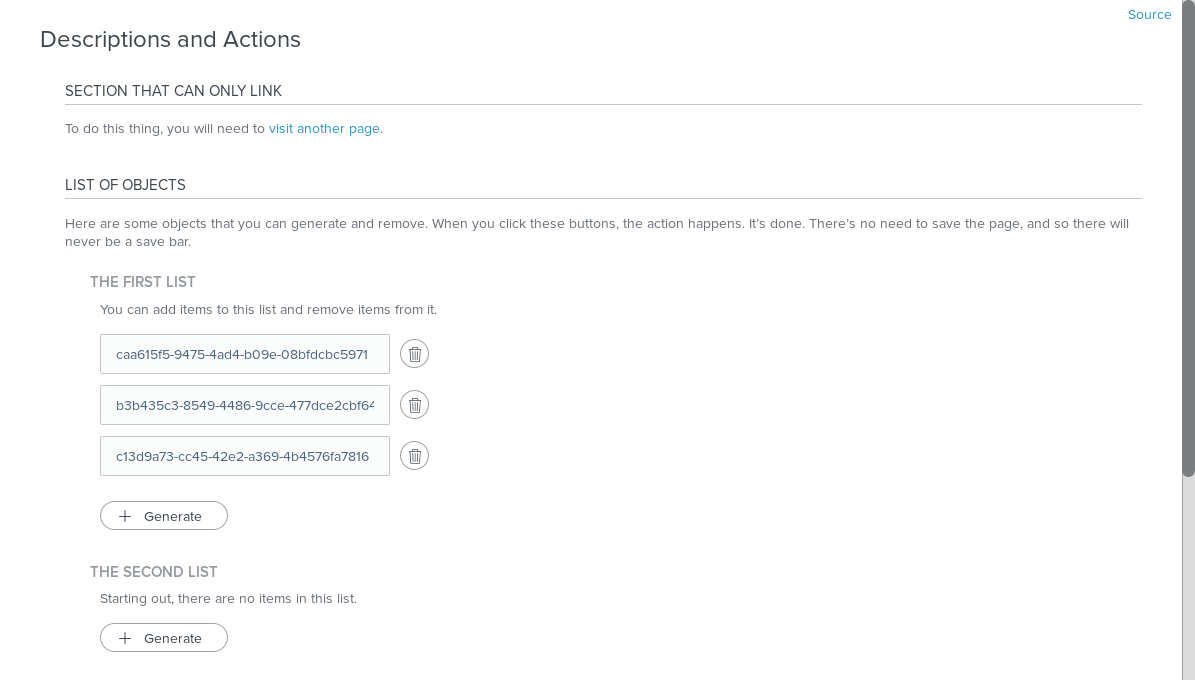 Source
Descriptions and Actions
SECTION THAT CAN ONLY LINK
To do this thing, you will need to visit another page.
LIST OF OBJECTS
Here are some objects that you can generate and remove. When you click these buttons, the action happens. It's done. There's no need to save the page, and so there will
never be a save bar.
THE FIRST LIST
You can add items to this list and remove items from it.
caa615f5-9475-4ad4-b09e-08bfdcbc5971
b3b435c3-8549-4486-9cce-477dce2cbf64
c13d9a73-cc45-42e2-a369-4b4576fa7816
Generate
THE SECOND LIST
Starting out, there are no items in this list.
Generate